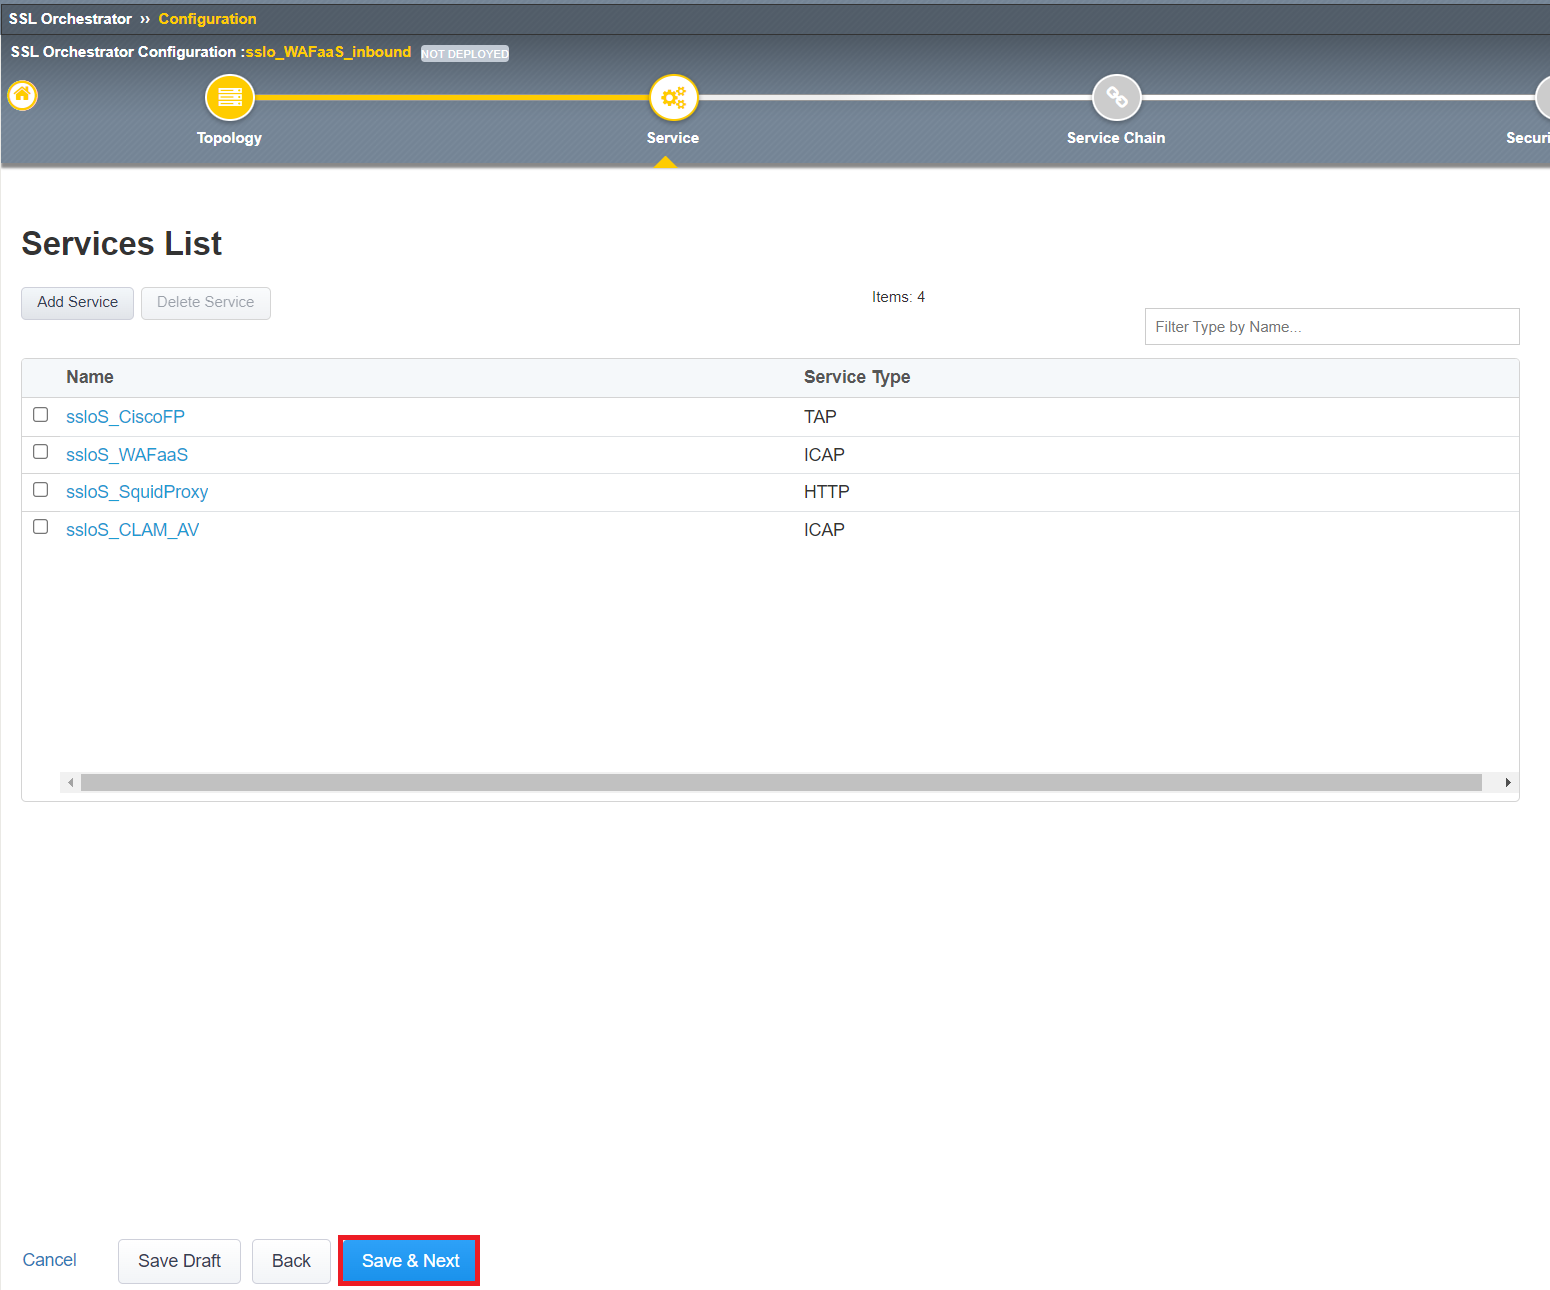 SSL Orchestrator ›› Configuration
SSL Orchestrator Configuration :sslo_WAFaaS_inbound NOT DEPLOYED
Topology Service Service Chain Securi
Services List
Add Service Delete Service Items: 4
Filter Type by Name...
Name Service Type
ssloS_CiscoFP TAP
ssloS_WAFaaS ICAP
ssloS_SquidProxy HTTP
ssloS_CLAM_AV ICAP
Cancel Save Draft Back Save & Next